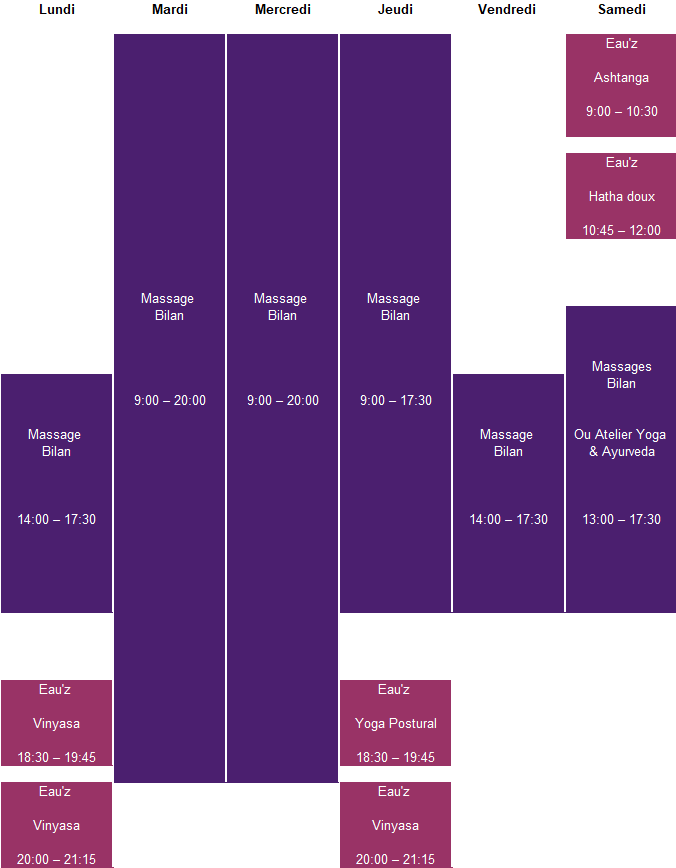 Lundi Mardi Mercredi Jeudi Vendredi Samedi
Eau'z
Ashtanga
9:00 – 10:30
Eau'z
Hatha doux
10:45 – 12:00
Massage
Bilan
9:00 – 20:00
Massage
Bilan
9:00 – 20:00
Massage
Bilan
9:00 – 17:30
Massages
Bilan
Ou Atelier Yoga
& Ayurveda
13:00 – 17:30
Massage
Bilan
14:00 – 17:30
Massage
Bilan
14:00 – 17:30
Eau'z
Vinyasa
18:30 – 19:45
Eau'z
Yoga Postural
18:30 – 19:45
Eau'z
Vinyasa
20:00 – 21:15
Eau'z
Vinyasa
20:00 – 21:15